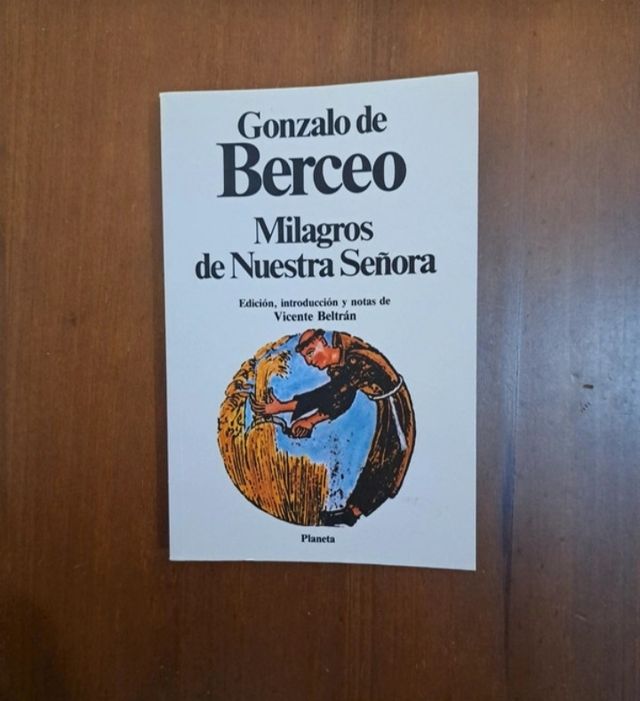 Gonzalo de
Berceo
Milagros
de Nuestra Señora
Edición, introducción y notas de
Vicente Beltrán
Planeta